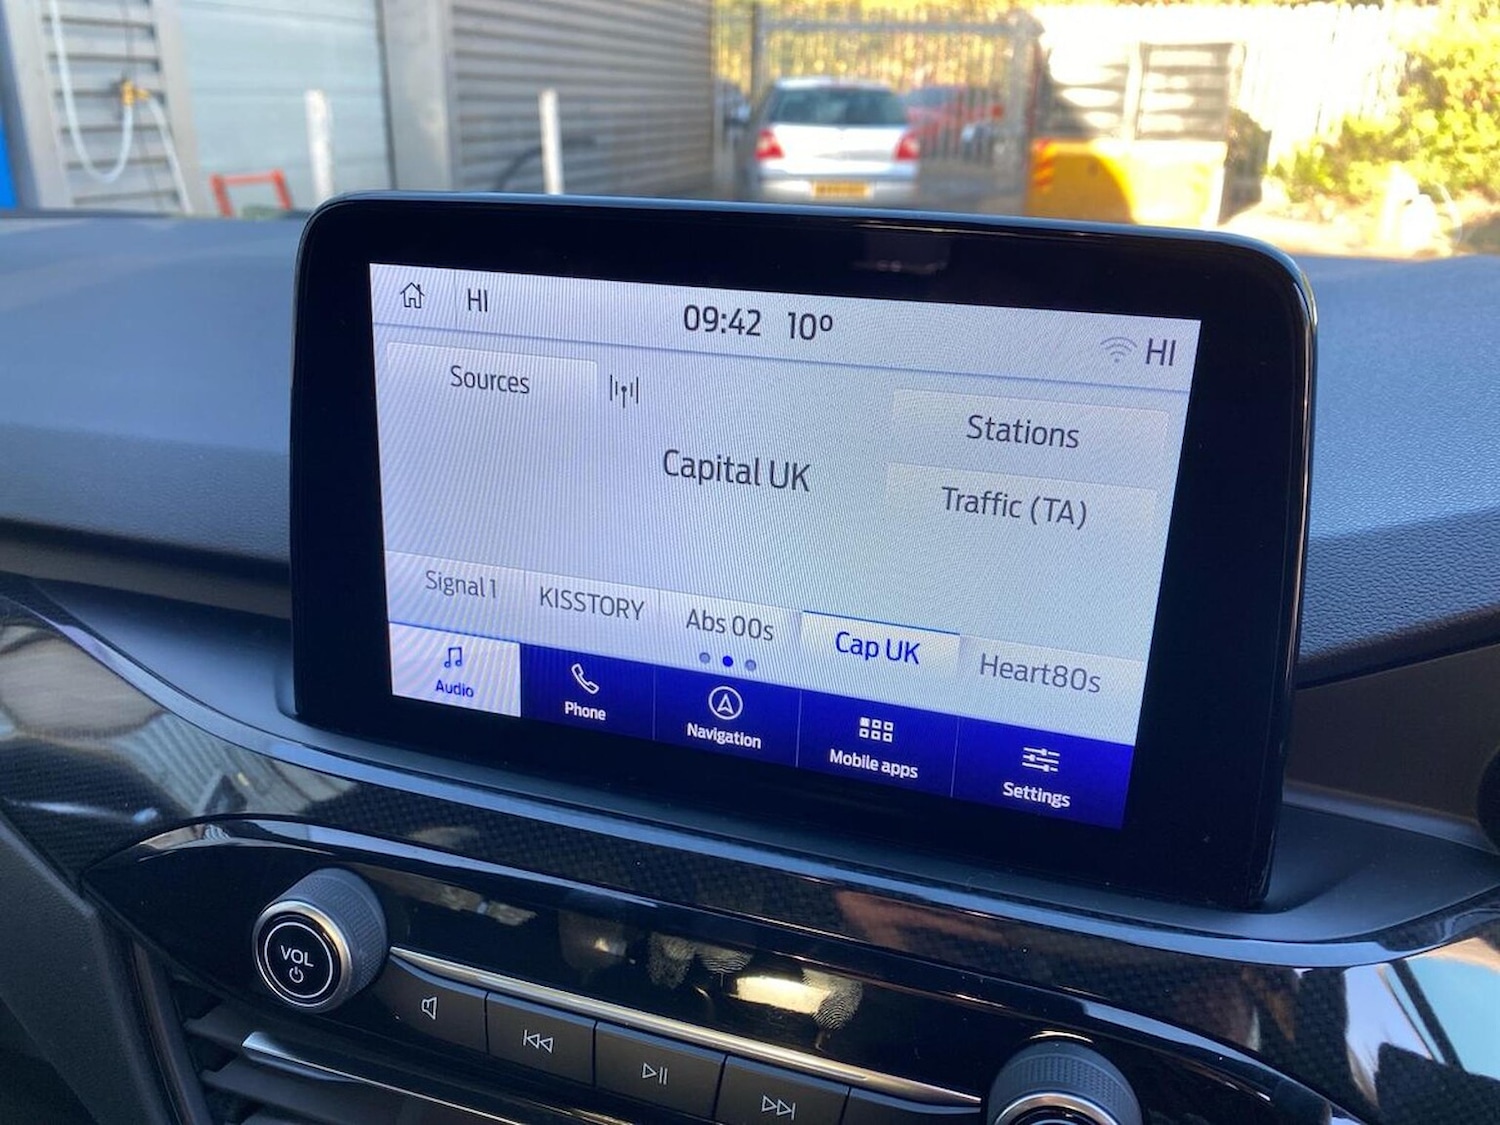 HI
09:42 10º
HI
Sources
Stations
Capital UK
Traffic (TA)
Signal 1
KISSTORY
Abs 00s
Cap UK
Heart80s
Audio
Phone
Navigation
Mobile apps
Settings
VOL